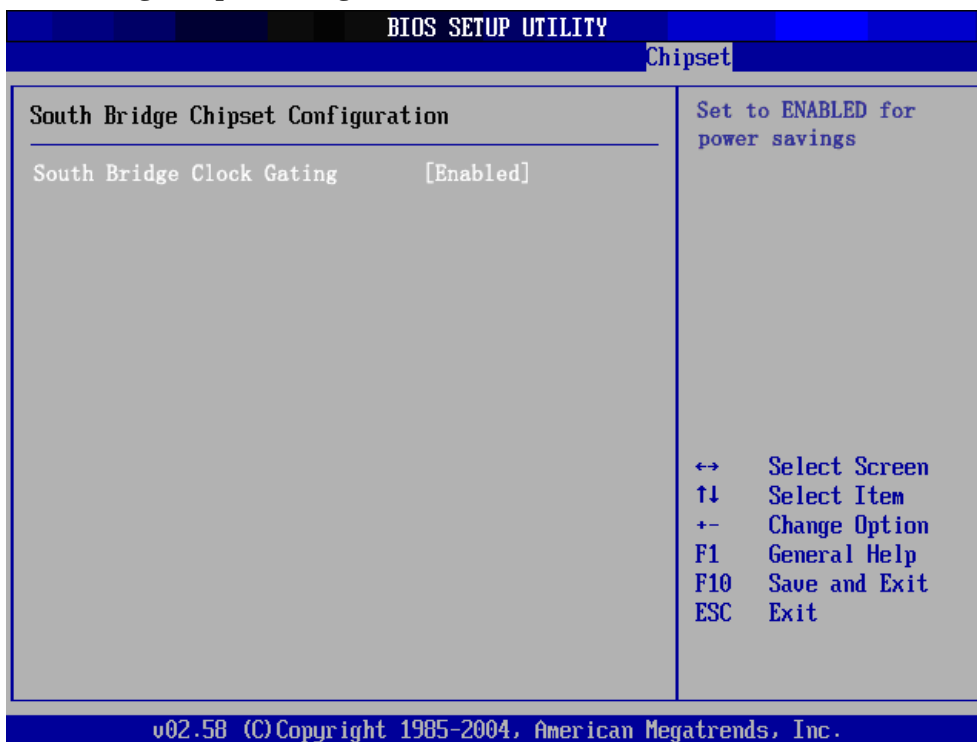 BIOS SETUP UTILITY
Chipset
South Bridge Chipset Configuration
South Bridge Clock Gating [Enabled]
Set to ENABLED for
power savings
↔ Select Screen
↑↓ Select Item
+- Change Option
F1 General Help
F10 Save and Exit
ESC Exit
v02.58 (C)Copyright 1985-2004, American Megatrends, Inc.